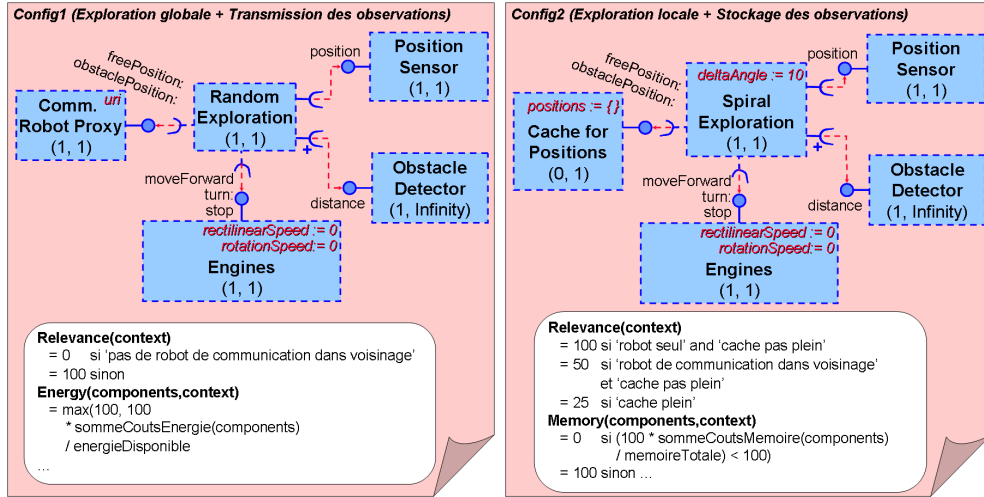 Config1 (Exploration globale + Transmission des observations)
freePosition:
obstaclePosition:
uri
Comm.
Robot Proxy
(1, 1)
Random
Exploration
(1, 1)
position
Position
Sensor
(1, 1)
+
distance
Obstacle
Detector
(1, Infinity)
moveForward
turn:
stop
rectilinearSpeed := 0
rotationSpeed:= 0
Engines
(1, 1)
Relevance(context)
= 0 si ‘pas de robot de communication dans voisinage’
= 100 sinon
Energy(components,context)
= max(100, 100
* sommeCoutsEnergie(components)
/ energieDisponible
…
Config2 (Exploration locale + Stockage des observations)
freePosition:
obstaclePosition:
positions := { }
Cache for
Positions
(0, 1)
deltaAngle := 10
Spiral
Exploration
(1, 1)
position
Position
Sensor
(1, 1)
+
distance
Obstacle
Detector
(1, Infinity)
moveForward
turn:
stop
rectilinearSpeed:= 0
rotationSpeed:= 0
Engines
(1, 1)
Relevance(context)
= 100 si ‘robot seul’ and ‘cache pas plein’
= 50 si ‘robot de communication dans voisinage’
et ‘cache pas plein’
= 25 si ‘cache plein’
Memory(components,context)
= 0 si (100 * sommeCoutsMemoire(components)
/ memoireTotale) < 100)
= 100 sinon …